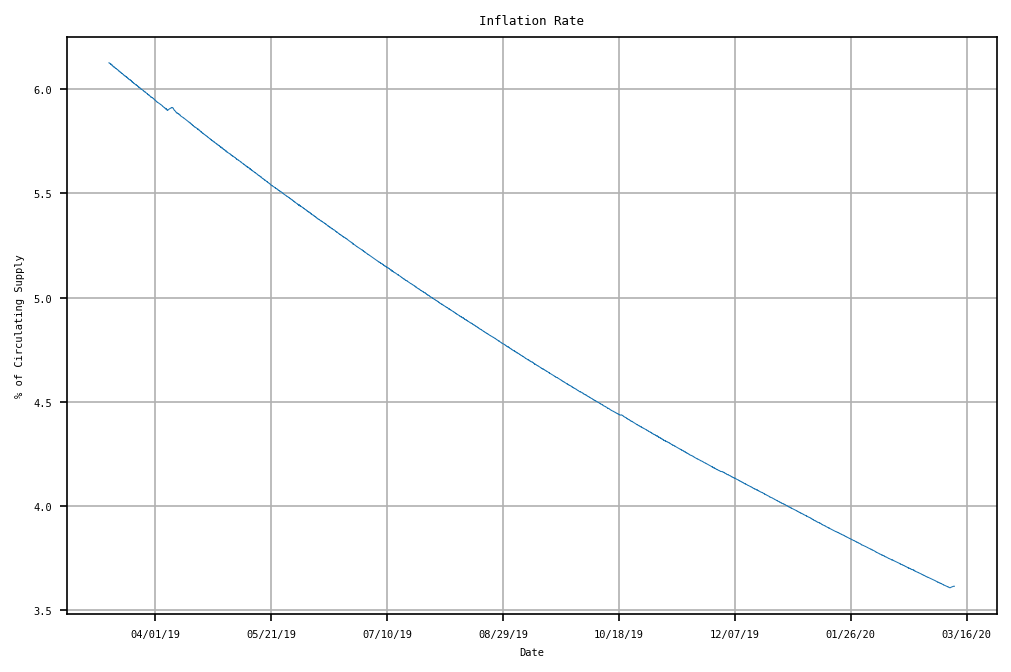 Inflation Rate
% of Circulating Supply
6.0
5.5
5.0
4.5
4.0
3.5
04/01/19 05/21/19 07/10/19 08/29/19 10/18/19 12/07/19 01/26/20 03/16/20
Date